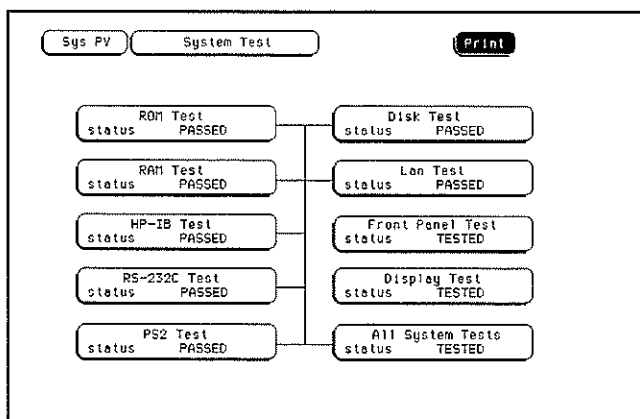 Sys PV System Test Print
ROM Test
status PASSED
Disk Test
status PASSED
RAM Test
status PASSED
Lan Test
status PASSED
HP-IB Test
status PASSED
Front Panel Test
status TESTED
RS-232C Test
status PASSED
Display Test
status TESTED
PS2 Test
status PASSED
All System Tests
status TESTED